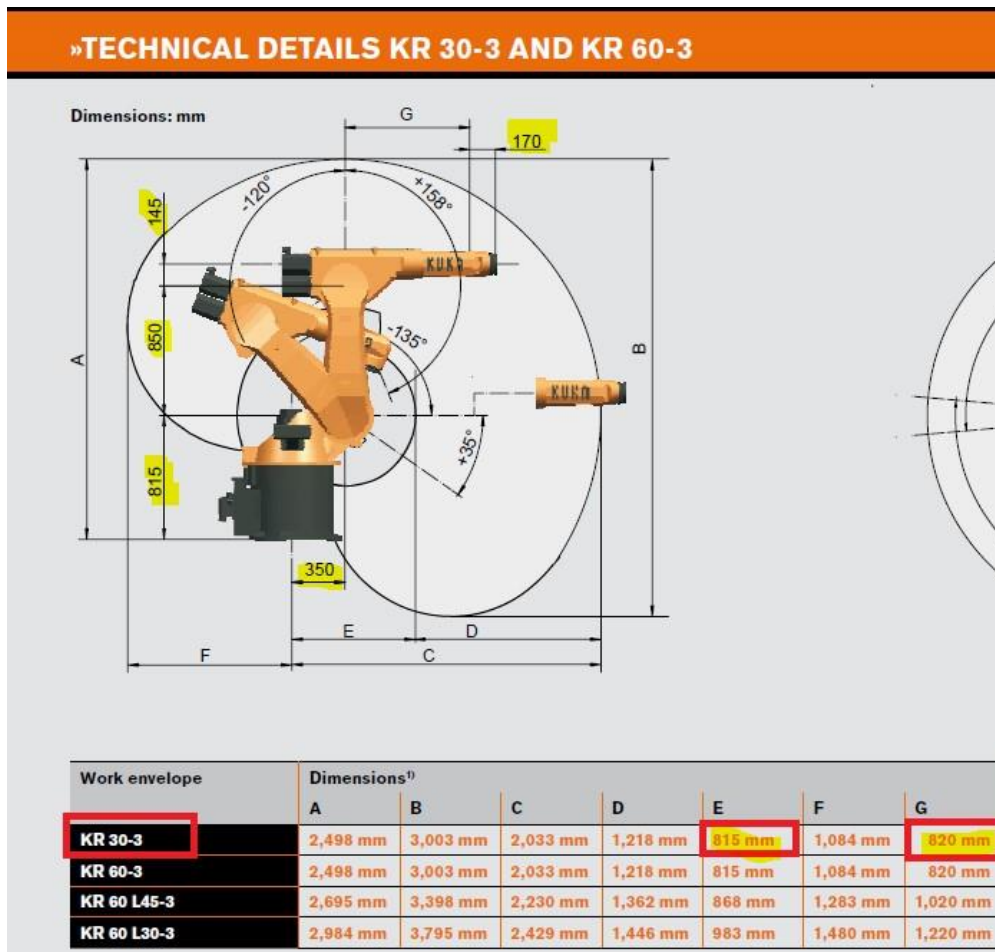 »TECHNICAL DETAILS KR 30-3 AND KR 60-3
Dimensions: mm
G
170
-120°
+158°
145
KUKA
850
-135°
A
B
KUKA
+35°
815
350
E
D
F
C
Work envelope Dimensions¹⁾
A B C D E F G
KR 30-3 2,498 mm 3,003 mm 2,033 mm 1,218 mm 815 mm 1,084 mm 820 mm
KR 60-3 2,498 mm 3,003 mm 2,033 mm 1,218 mm 815 mm 1,084 mm 820 mm
KR 60 L45-3 2,695 mm 3,398 mm 2,230 mm 1,362 mm 868 mm 1,283 mm 1,020 mm
KR 60 L30-3 2,984 mm 3,795 mm 2,429 mm 1,446 mm 983 mm 1,480 mm 1,220 mm